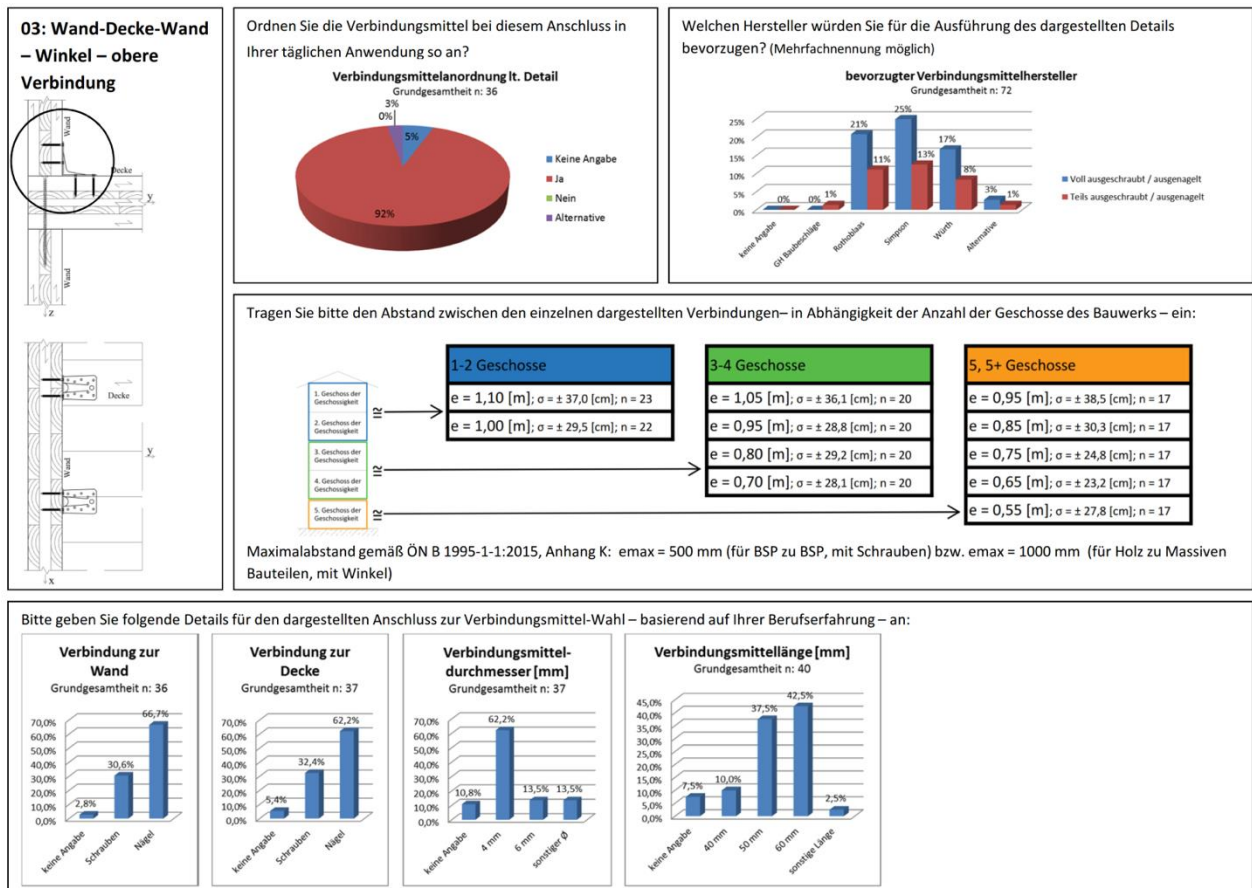 03: Wand-Decke-Wand
– Winkel – obere
Verbindung
Wand
Decke
y
Wand
z
Decke
y
Wand
x
Ordnen Sie die Verbindungsmittel bei diesem Anschluss in
Ihrer täglichen Anwendung so an?
Verbindungsmittelanordnung lt. Detail
Grundgesamtheit n: 36
3%
0%
5%
92%
Keine Angabe
Ja
Nein
Alternative
Welchen Hersteller würden Sie für die Ausführung des dargestellten Details
bevorzugen? (Mehrfachnennung möglich)
bevorzugter Verbindungsmittelhersteller
Grundgesamtheit n: 72
25%
20%
15%
10%
5%
0%
0%
0%
1%
21%
11%
25%
13%
17%
8%
3%
1%
keine Angabe
GH Baubeschläge
Rothoblaas
Simpson
Würth
Alternative
Voll ausgeschraubt / ausgenagelt
Teils ausgeschraubt / ausgenagelt
Tragen Sie bitte den Abstand zwischen den einzelnen dargestellten Verbindungen– in Abhängigkeit der Anzahl der Geschosse des Bauwerks – ein:
1. Geschoss der
Geschossigkeit
2. Geschoss der
Geschossigkeit
3. Geschoss der
Geschossigkeit
4. Geschoss der
Geschossigkeit
5. Geschoss der
Geschossigkeit
1-2 Geschosse
e = 1,10 [m]; σ = ± 37,0 [cm]; n = 23
e = 1,00 [m]; σ = ± 29,5 [cm]; n = 22
3-4 Geschosse
e = 1,05 [m]; σ = ± 36,1 [cm]; n = 20
e = 0,95 [m]; σ = ± 28,8 [cm]; n = 20
e = 0,80 [m]; σ = ± 29,2 [cm]; n = 20
e = 0,70 [m]; σ = ± 28,1 [cm]; n = 20
5, 5+ Geschosse
e = 0,95 [m]; σ = ± 38,5 [cm]; n = 17
e = 0,85 [m]; σ = ± 30,3 [cm]; n = 17
e = 0,75 [m]; σ = ± 24,8 [cm]; n = 17
e = 0,65 [m]; σ = ± 23,2 [cm]; n = 17
e = 0,55 [m]; σ = ± 27,8 [cm]; n = 17
Maximalabstand gemäß ÖN B 1995-1-1:2015, Anhang K: emax = 500 mm (für BSP zu BSP, mit Schrauben) bzw. emax = 1000 mm (für Holz zu Massiven
Bauteilen, mit Winkel)
Bitte geben Sie folgende Details für den dargestellten Anschluss zur Verbindungsmittel-Wahl – basierend auf Ihrer Berufserfahrung – an:
Verbindung zur
Wand
Grundgesamtheit n: 36
70,0%
60,0%
50,0%
40,0%
30,0%
20,0%
10,0%
0,0%
2,8%
30,6%
66,7%
keine Angabe
Schrauben
Nägel
Verbindung zur
Decke
Grundgesamtheit n: 37
70,0%
60,0%
50,0%
40,0%
30,0%
20,0%
10,0%
0,0%
5,4%
32,4%
62,2%
keine Angabe
Schrauben
Nägel
Verbindungsmittel-
durchmesser [mm]
Grundgesamtheit n: 37
70,0%
60,0%
50,0%
40,0%
30,0%
20,0%
10,0%
0,0%
10,8%
62,2%
13,5%
13,5%
keine Angabe
4 mm
6 mm
sonstiger Ø
Verbindungsmittellänge [mm]
Grundgesamtheit n: 40
45,0%
40,0%
35,0%
30,0%
25,0%
20,0%
15,0%
10,0%
5,0%
0,0%
7,5%
10,0%
37,5%
42,5%
2,5%
keine Angabe
40 mm
50 mm
60 mm
sonstige Länge